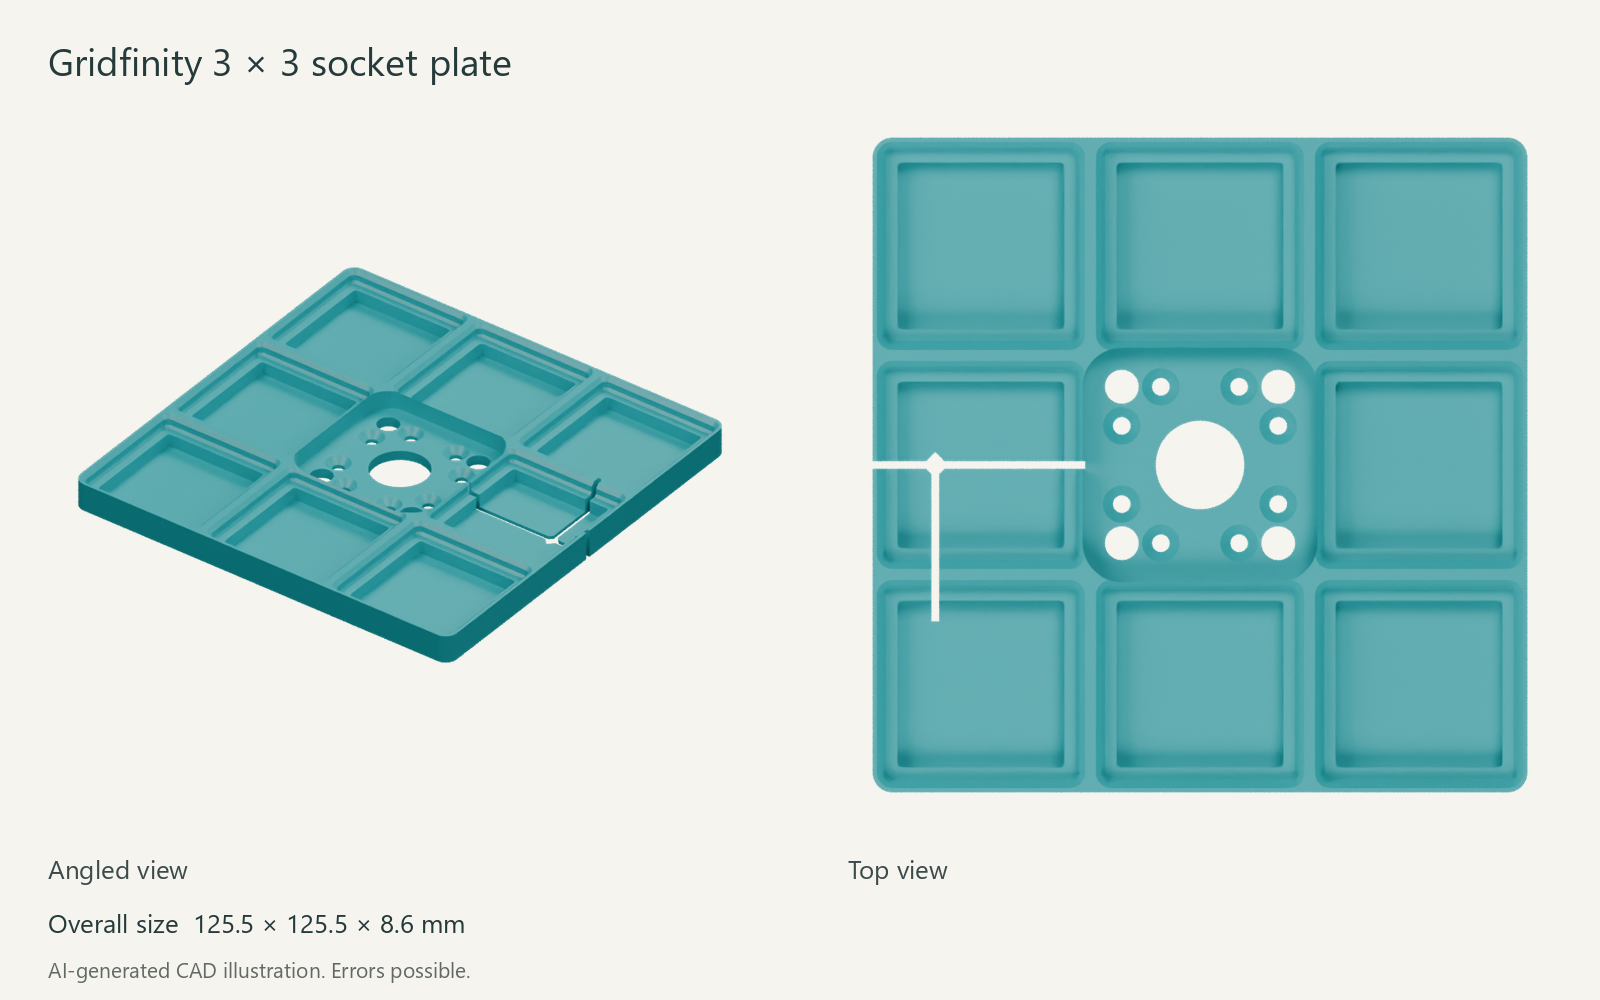 Gridfinity 3 × 3 socket plate
Angled view
Top view
Overall size 125.5 × 125.5 × 8.6 mm
AI-generated CAD illustration. Errors possible.